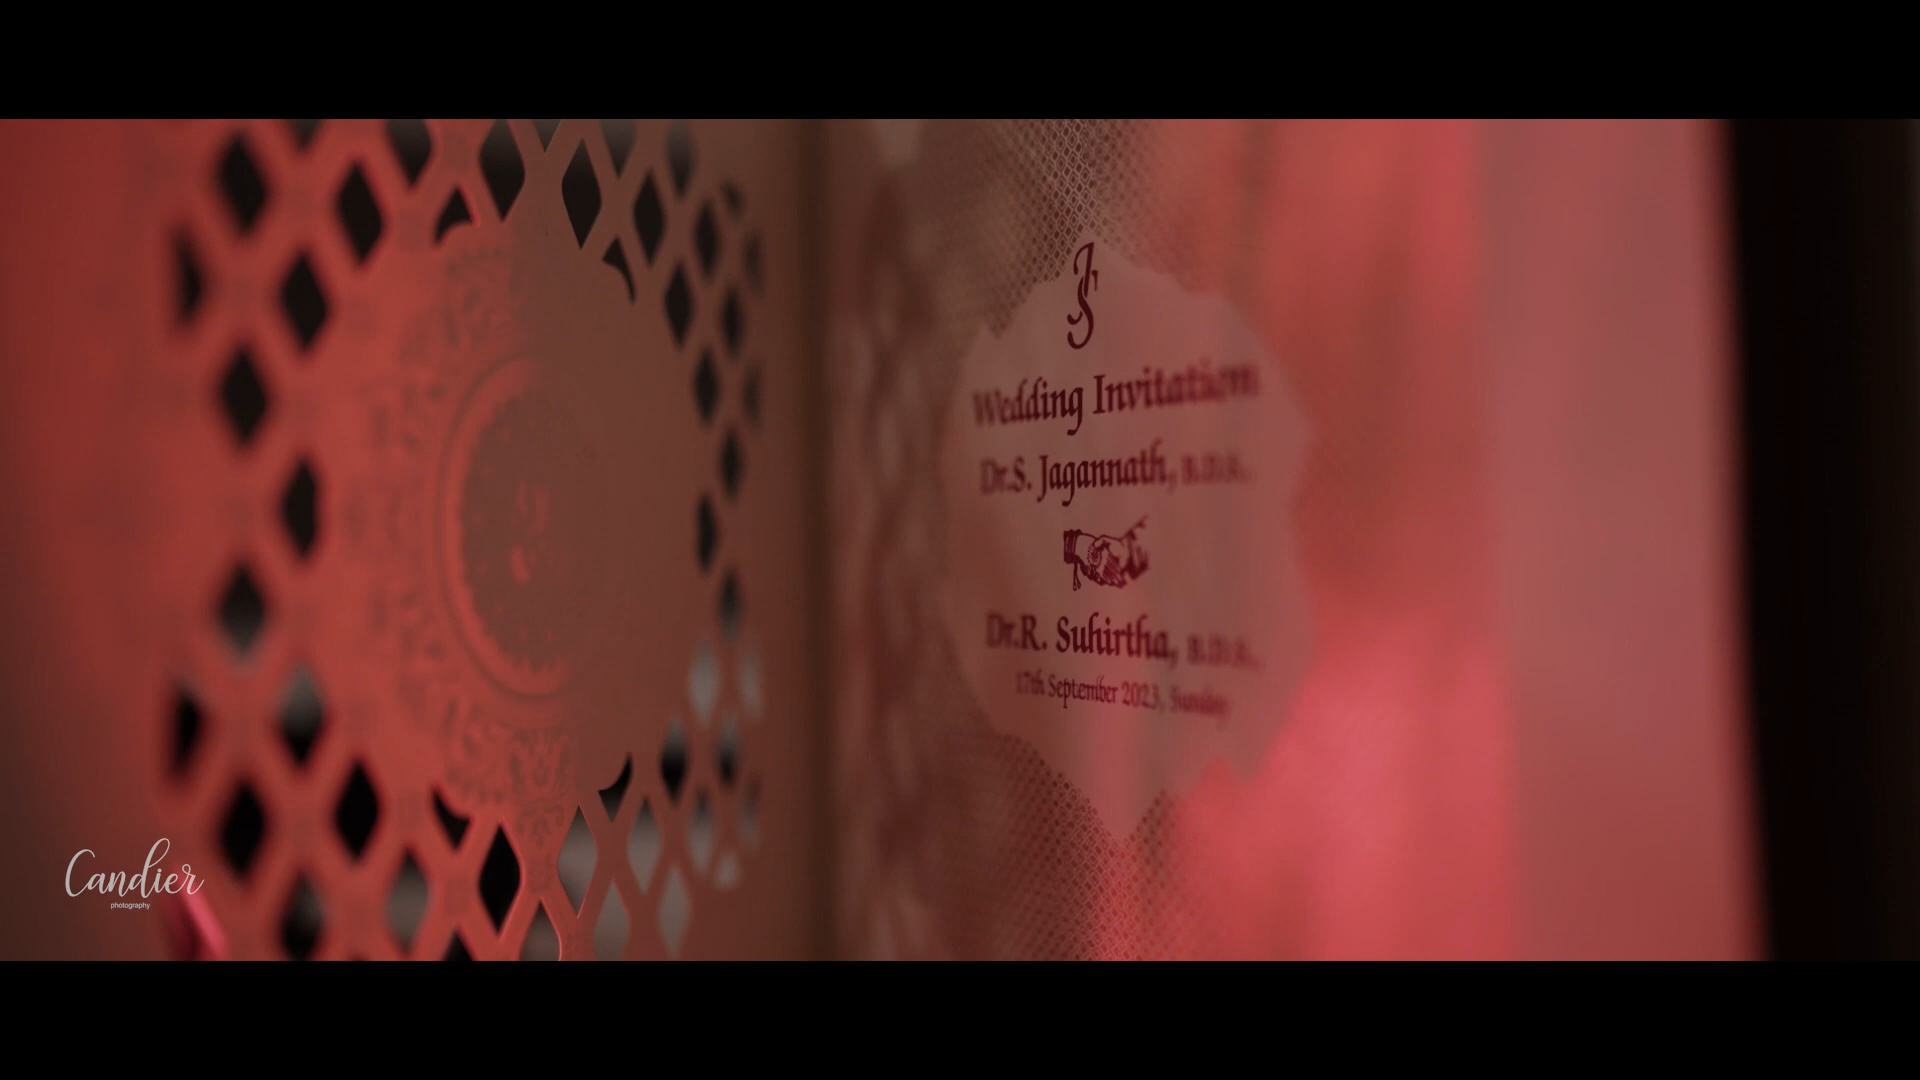 JS
Wedding Invitation
Dr.S. Jagannath, B.D.S.,
Dr.R. Suhirtha, B.D.S.,
17th September 2023, Sunday
Candier
photography